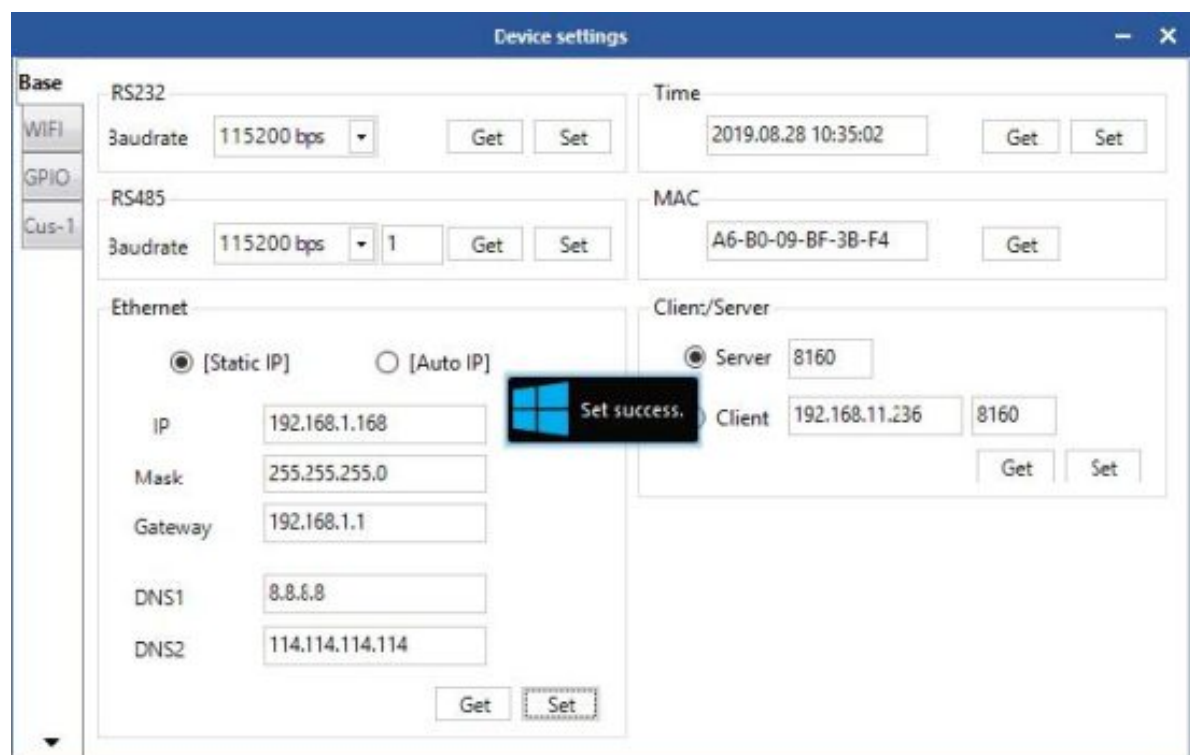 Device settings
Base
WIFI
GPIO
Cus-1
RS232
Baudrate 115200 bps Get Set
RS485
Baudrate 115200 bps 1 Get Set
Ethernet
[Static IP] [Auto IP]
IP 192.168.1.168
Mask 255.255.255.0
Gateway 192.168.1.1
DNS1 8.8.8.8
DNS2 114.114.114.114
Get Set
Time
2019.08.28 10:35:02 Get Set
MAC
A6-B0-09-BF-3B-F4 Get
Client/Server
Server 8160
Client 192.168.11.236 8160
Get Set
Set success.